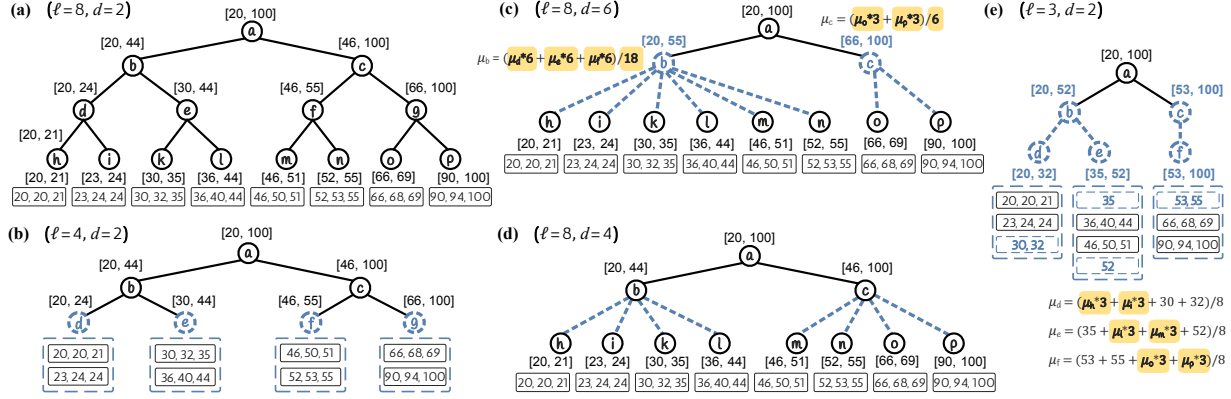 (a) (ℓ=8, d=2)
[20, 100]
a
[20, 44] [46, 100]
b c
[20, 24] [30, 44] [46, 55] [66, 100]
d e f g
[20, 21]
h i k l m n o p
[20, 21] [23, 24] [30, 35] [36, 44] [46, 51] [52, 55] [66, 69] [90, 100]
20, 20, 21 23, 24, 24 30, 32, 35 36, 40, 44 46, 50, 51 52, 53, 55 66, 68, 69 90, 94, 100
(b) (ℓ=4, d=2)
[20, 100]
a
[20, 44] [46, 100]
b c
[20, 24] [30, 44] [46, 55] [66, 100]
d e f g
20, 20, 21 30, 32, 35 46, 50, 51 66, 68, 69
23, 24, 24 36, 40, 44 52, 53, 55 90, 94, 100
(c) (ℓ=8, d=6)
[20, 100]
a
μc = (μo*3 + μp*3)/6
[20, 55] [66, 100]
μb = (μd*6 + μe*6 + μf*6)/18
b c
h i k l m n o p
[20, 21] [23, 24] [30, 35] [36, 44] [46, 51] [52, 55] [66, 69] [90, 100]
20, 20, 21 23, 24, 24 30, 32, 35 36, 40, 44 46, 50, 51 52, 53, 55 66, 68, 69 90, 94, 100
(d) (ℓ=8, d=4)
[20, 100]
a
[20, 44] [46, 100]
b c
h i k l m n o p
[20, 21] [23, 24] [30, 35] [36, 44] [46, 51] [52, 55] [66, 69] [90, 100]
20, 20, 21 23, 24, 24 30, 32, 35 36, 40, 44 46, 50, 51 52, 53, 55 66, 68, 69 90, 94, 100
(e) (ℓ=3, d=2)
[20, 100]
a
[20, 52] [53, 100]
b c
d e f
[20, 32] [35, 52] [53, 100]
20, 20, 21 35 53, 55
23, 24, 24 36, 40, 44 66, 68, 69
30, 32 46, 50, 51 90, 94, 100
52
μd = (μh*3 + μi*3 + 30 + 32)/8
μe = (35 + μl*3 + μm*3 + 52)/8
μf = (53 + 55 + μo*3 + μp*3)/8